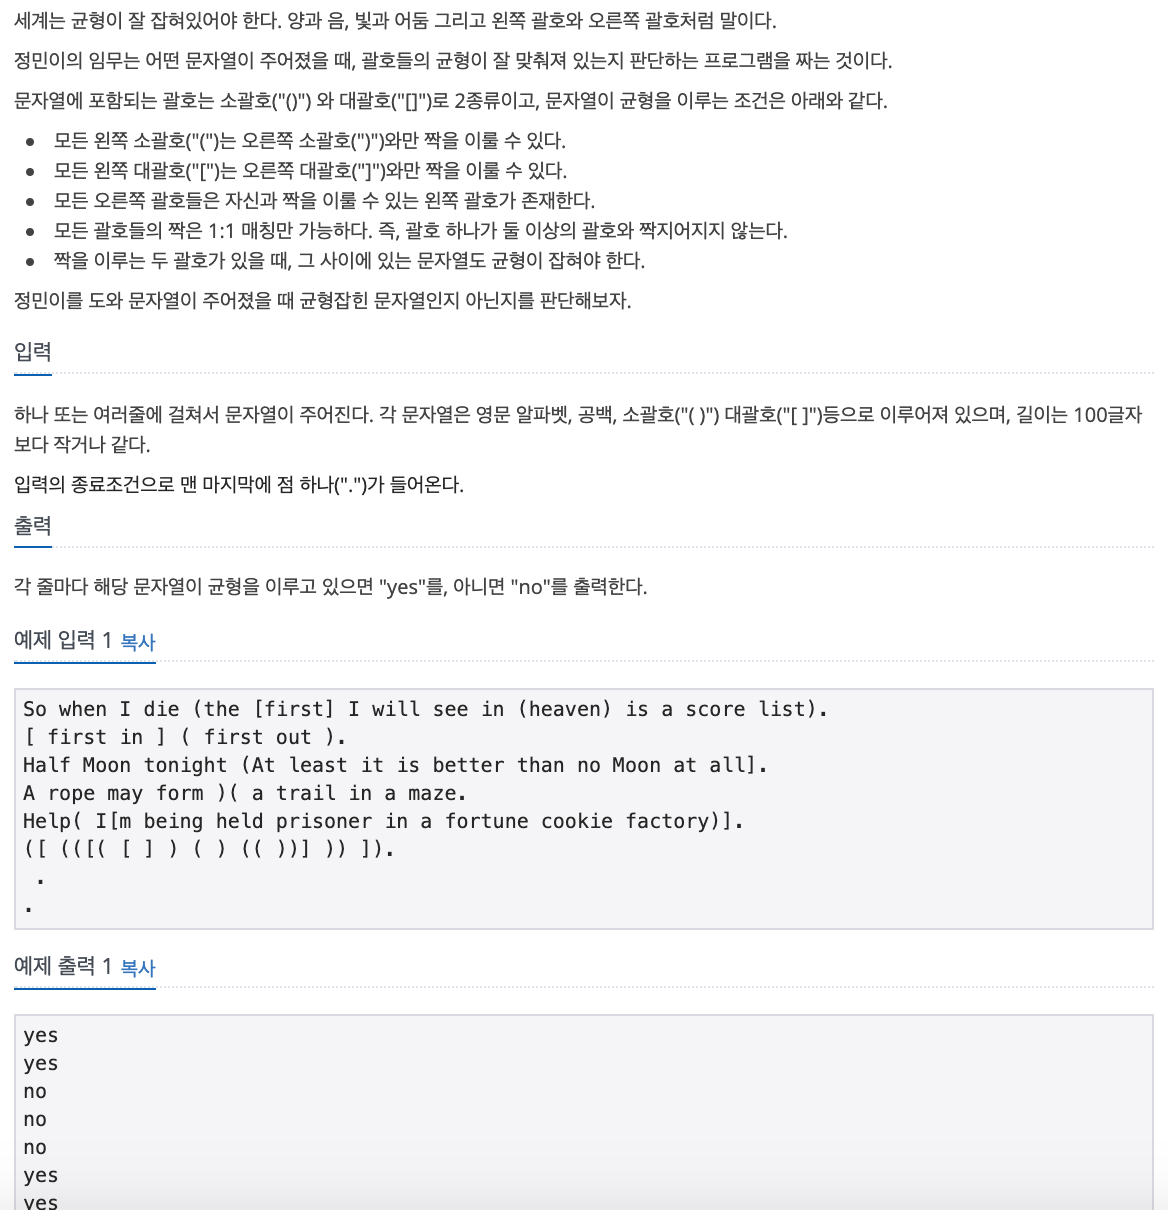 세계는 균형이 잘 잡혀있어야 한다. 양과 음, 빛과 어둠 그리고 왼쪽 괄호와 오른쪽 괄호처럼 말이다.
정민이의 임무는 어떤 문자열이 주어졌을 때, 괄호들의 균형이 잘 맞춰져 있는지 판단하는 프로그램을 짜는 것이다.
문자열에 포함되는 괄호는 소괄호("()") 와 대괄호("[]")로 2종류이고, 문자열이 균형을 이루는 조건은 아래와 같다.
● 모든 왼쪽 소괄호("(")는 오른쪽 소괄호(")")와만 짝을 이룰 수 있다.
● 모든 왼쪽 대괄호("[")는 오른쪽 대괄호("]")와만 짝을 이룰 수 있다.
● 모든 오른쪽 괄호들은 자신과 짝을 이룰 수 있는 왼쪽 괄호가 존재한다.
● 모든 괄호들의 짝은 1:1 매칭만 가능하다. 즉, 괄호 하나가 둘 이상의 괄호와 짝지어지지 않는다.
● 짝을 이루는 두 괄호가 있을 때, 그 사이에 있는 문자열도 균형이 잡혀야 한다.
정민이를 도와 문자열이 주어졌을 때 균형잡힌 문자열인지 아닌지를 판단해보자.
입력
하나 또는 여러줄에 걸쳐서 문자열이 주어진다. 각 문자열은 영문 알파벳, 공백, 소괄호("( )") 대괄호("[ ]")등으로 이루어져 있으며, 길이는 100글자
보다 작거나 같다.
입력의 종료조건으로 맨 마지막에 점 하나(".")가 들어온다.
출력
각 줄마다 해당 문자열이 균형을 이루고 있으면 "yes"를, 아니면 "no"를 출력한다.
예제 입력 1 복사
So when I die (the [first] I will see in (heaven) is a score list).
[ first in ] ( first out ).
Half Moon tonight (At least it is better than no Moon at all].
A rope may form )( a trail in a maze.
Help( I[m being held prisoner in a fortune cookie factory)].
([ (([( [ ] ) ( ) (( ))] )) ]).
 .
.
예제 출력 1 복사
yes
yes
no
no
no
yes
yes